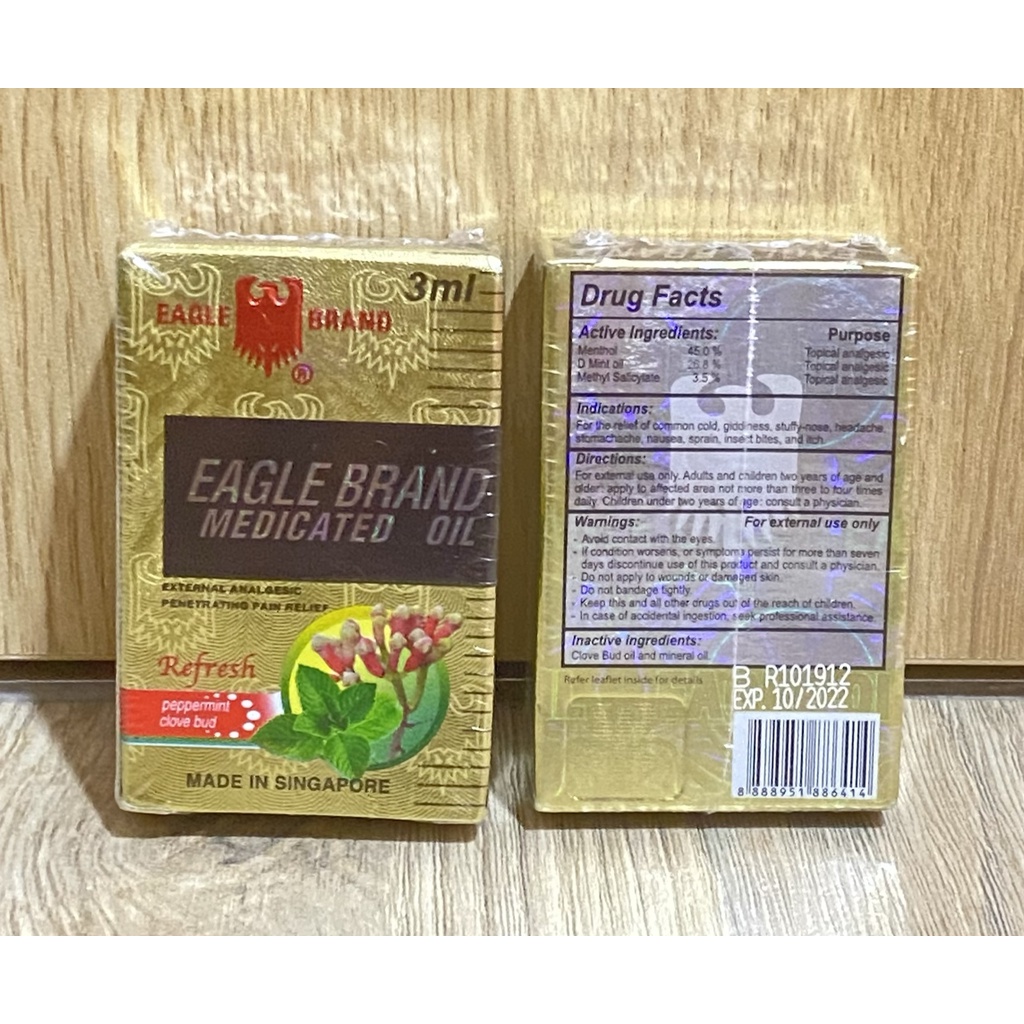 3ml
EAGLE BRAND
EAGLE BRAND
MEDICATED OIL
EXTERNAL ANALGESIC
PENETRATING PAIN RELIEF
Refresh
peppermint
clove bud
MADE IN SINGAPORE
Drug Facts
Active Ingredients: Purpose
Menthol 45.0 % Topical analgesic
D Mint oil 26.8 % Topical analgesic
Methyl Salicylate 3.5 % Topical analgesic
Indications:
For the relief of common cold, giddiness, stuffy-nose, headache,
stomachache, nausea, sprain, insect bites, and itch.
Directions:
For external use only. Adults and children two years of age and
older: apply to affected area not more than three to four times
daily. Children under two years of age: consult a physician.
Warnings: For external use only
- Avoid contact with the eyes.
- If condition worsens, or symptoms persist for more than seven
days discontinue use of this product and consult a physician.
- Do not apply to wounds or damaged skin.
- Do not bandage tightly.
- Keep this and all other drugs out of the reach of children.
- In case of accidental ingestion, seek professional assistance.
Inactive Ingredients:
Clove Bud oil and mineral oil.
Refer leaflet inside for details
B R101912
EXP. 10/2022
8 888951 886414